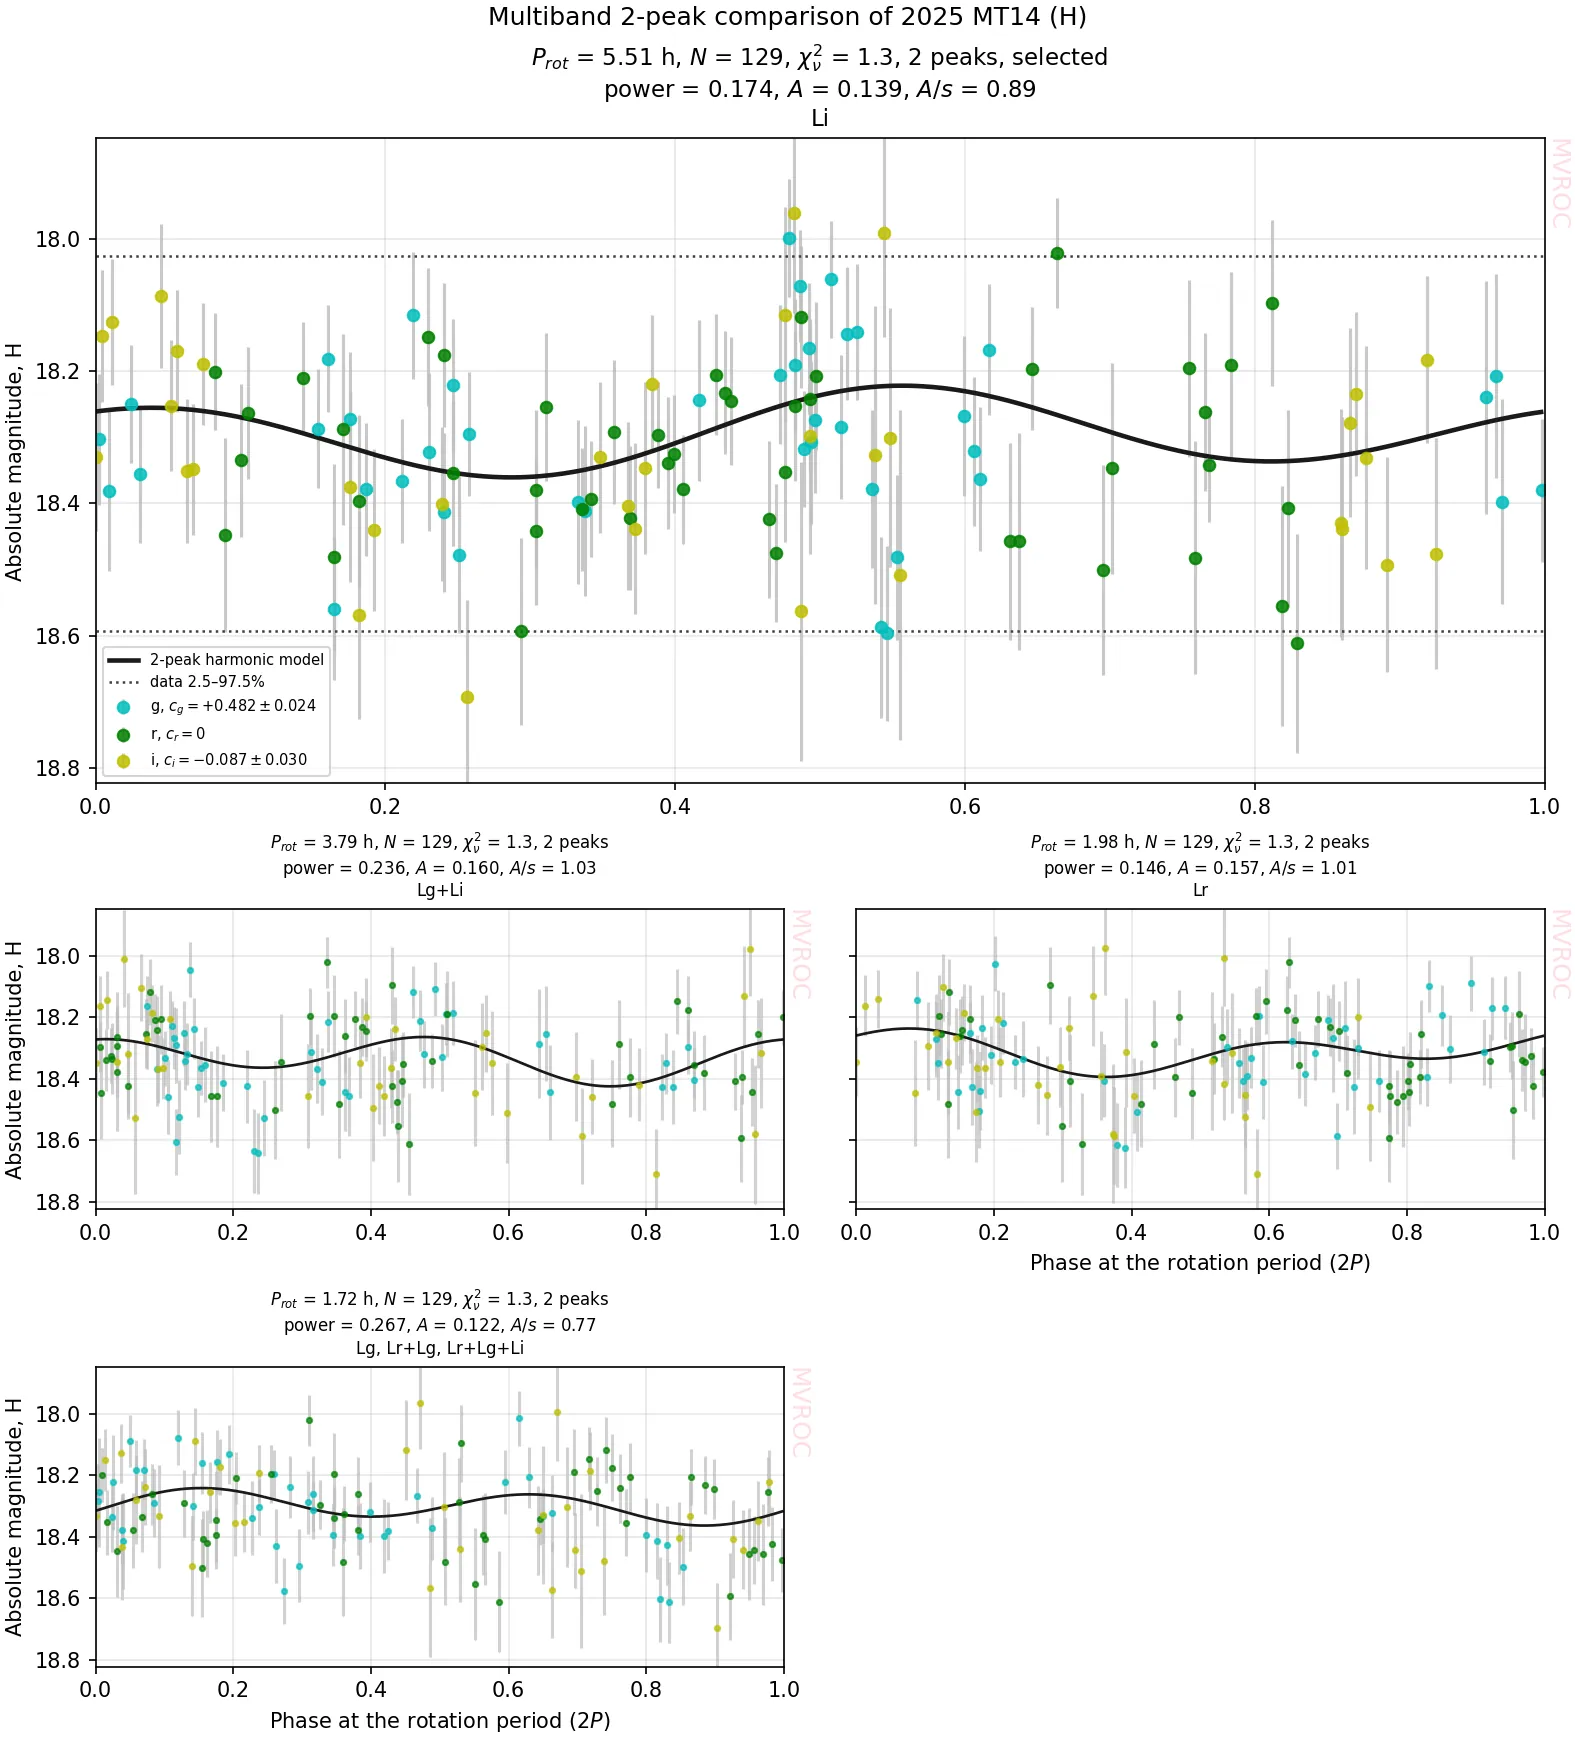 Multiband 2-peak comparison of 2025 MT14 (H)
P_rot = 5.51 h, N = 129, χ²_ν = 1.3, 2 peaks, selected
power = 0.174, A = 0.139, A/s = 0.89
Li
MVROC
Absolute magnitude, H
18.0
18.2
18.4
18.6
18.8
2-peak harmonic model
data 2.5–97.5%
g, c_g = +0.482 ± 0.024
r, c_r = 0
i, c_i = −0.087 ± 0.030
0.0 0.2 0.4 0.6 0.8 1.0
P_rot = 3.79 h, N = 129, χ²_ν = 1.3, 2 peaks
power = 0.236, A = 0.160, A/s = 1.03
Lg+Li
MVROC
Absolute magnitude, H
18.0
18.2
18.4
18.6
18.8
0.0 0.2 0.4 0.6 0.8 1.0
P_rot = 1.98 h, N = 129, χ²_ν = 1.3, 2 peaks
power = 0.146, A = 0.157, A/s = 1.01
Lr
MVROC
0.0 0.2 0.4 0.6 0.8 1.0
Phase at the rotation period (2P)
P_rot = 1.72 h, N = 129, χ²_ν = 1.3, 2 peaks
power = 0.267, A = 0.122, A/s = 0.77
Lg, Lr+Lg, Lr+Lg+Li
MVROC
Absolute magnitude, H
18.0
18.2
18.4
18.6
18.8
0.0 0.2 0.4 0.6 0.8 1.0
Phase at the rotation period (2P)